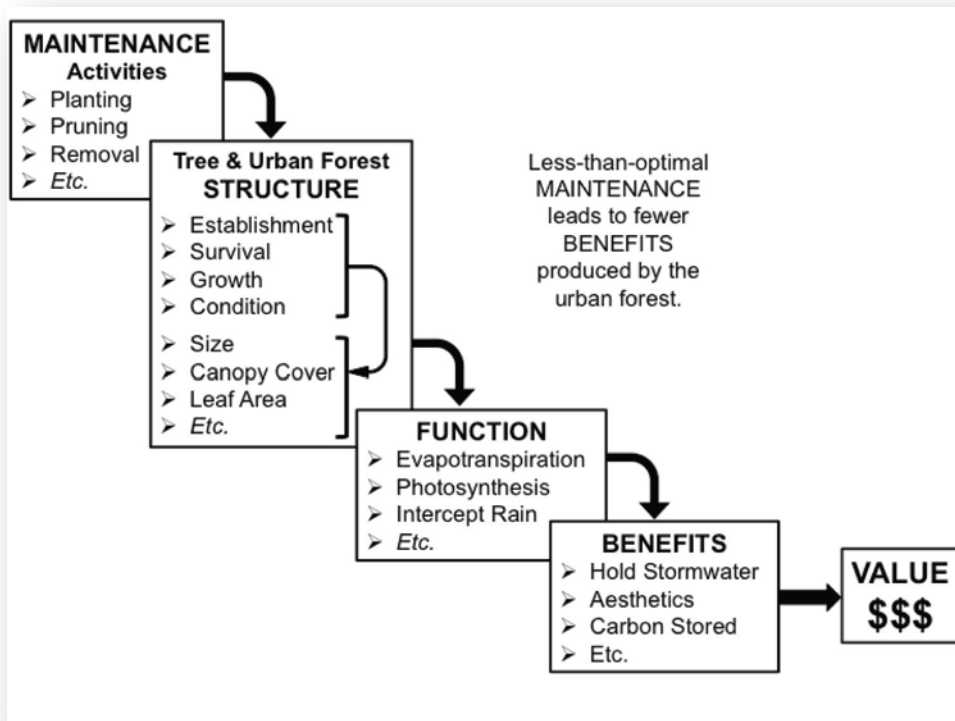 MAINTENANCE
Activities
➢ Planting
➢ Pruning
➢ Removal
➢ Etc.
Tree & Urban Forest
STRUCTURE
➢ Establishment
➢ Survival
➢ Growth
➢ Condition
➢ Size
➢ Canopy Cover
➢ Leaf Area
➢ Etc.
Less-than-optimal
MAINTENANCE
leads to fewer
BENEFITS
produced by the
urban forest.
FUNCTION
➢ Evapotranspiration
➢ Photosynthesis
➢ Intercept Rain
➢ Etc.
BENEFITS
➢ Hold Stormwater
➢ Aesthetics
➢ Carbon Stored
➢ Etc.
VALUE
$$$